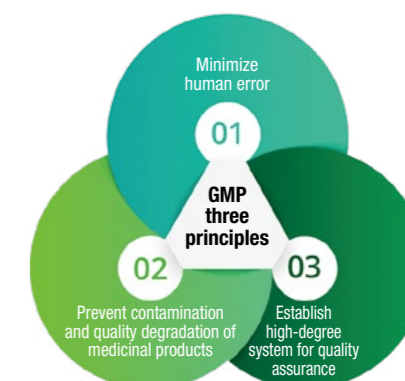 Minimize
human error
01
GMP
three
principles
02
Prevent contamination
and quality degradation of
medicinal products
03
Establish
high-degree
system for quality
assurance